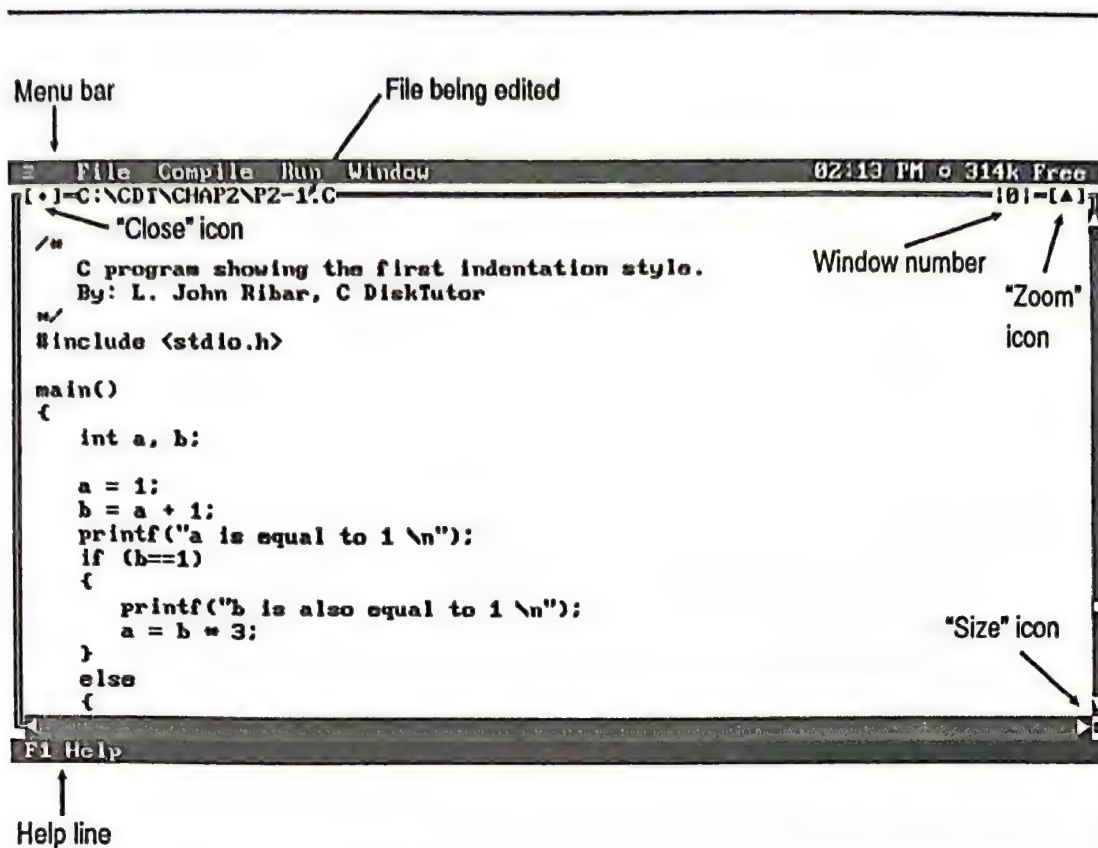 Menu bar
File being edited
≡ File Compile Run Window 02:13 PM o 314k Free
[•]=C:\CDT\CHAP2\P2-1.C |0|=[▲]
"Close" icon
Window number
"Zoom"
icon
/*
C program showing the first indentation style.
By: L. John Ribar, C DiskTutor
*/
#include <stdio.h>
main()
{
int a, b;
a = 1;
b = a + 1;
printf("a is equal to 1 \n");
if (b==1)
{
printf("b is also equal to 1 \n");
a = b * 3;
}
else
{
"Size" icon
F1 Help
Help line